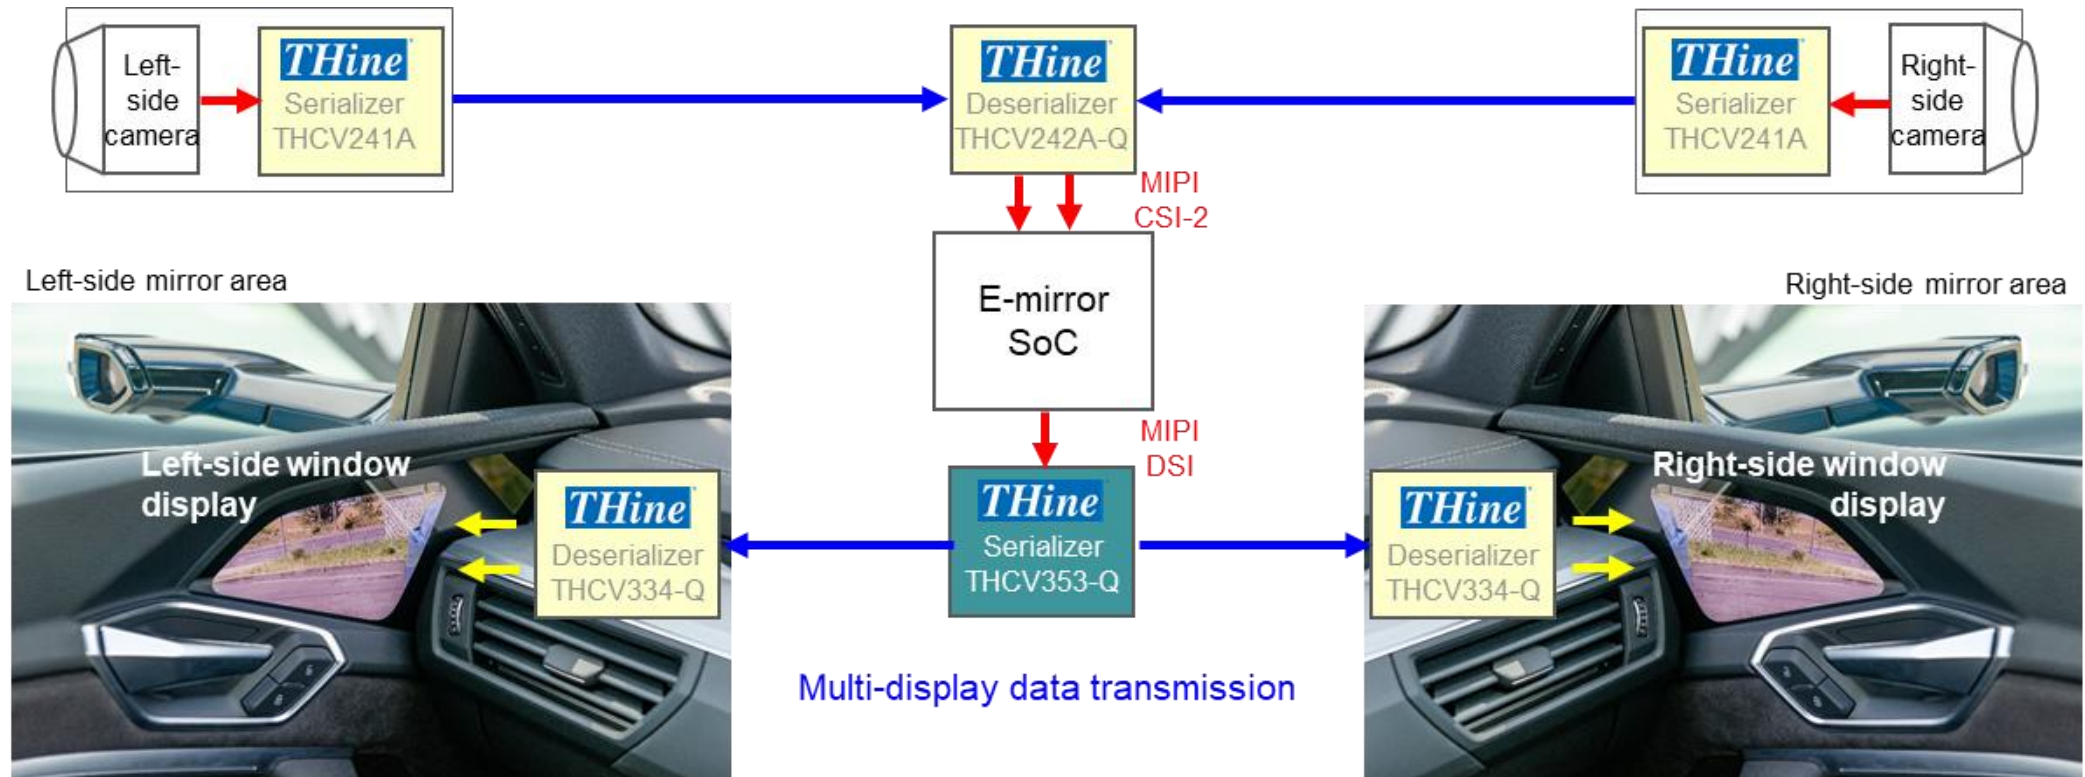 Left-
side
camera
THine
Serializer
THCV241A
THine
Deserializer
THCV242A-Q
THine
Serializer
THCV241A
Right-
side
camera
MIPI
CSI-2
E-mirror
SoC
Left-side mirror area
Right-side mirror area
MIPI
DSI
Left-side window
display
THine
Deserializer
THCV334-Q
THine
Serializer
THCV353-Q
THine
Deserializer
THCV334-Q
Right-side window
display
Multi-display data transmission